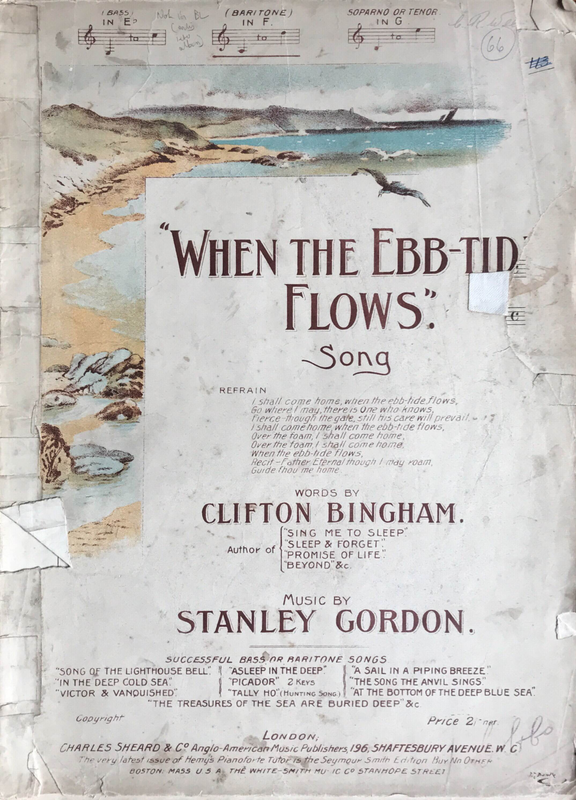 (BASS)
IN E♭
(BARITONE)
IN F.
SOPRANO OR TENOR
IN G
to
to
to
Not in BL
66
113
"WHEN THE EBB-TID
FLOWS".
Song
REFRAIN
I shall come home, when the ebb-tide flows,
Go where I may, there is One who knows,
Fierce though the gale, still his care will prevail.
I shall come home, when the ebb-tide flows,
Over the foam, I shall come home,
Over the foam, I shall come home,
When the ebb-tide flows,
Recit - Father Eternal though I may roam,
Guide thou me home.
WORDS BY
CLIFTON BINGHAM.
Author of
"SING ME TO SLEEP"
"SLEEP & FORGET"
"PROMISE OF LIFE"
"BEYOND" &c.
MUSIC BY
STANLEY GORDON.
SUCCESSFUL BASS OR BARITONE SONGS
"SONG OF THE LIGHTHOUSE BELL" "ASLEEP IN THE DEEP" "A SAIL IN A PIPING BREEZE"
"IN THE DEEP COLD SEA" "PICADOR" 2 KEYS "THE SONG THE ANVIL SINGS"
"VICTOR & VANQUISHED" "TALLY HO" (HUNTING SONG) "AT THE BOTTOM OF THE DEEP BLUE SEA"
"THE TREASURES OF THE SEA ARE BURIED DEEP" &c
Copyright Price 2/- net
LONDON;
CHARLES SHEARD & Co Anglo-American Music Publishers, 196, SHAFTESBURY AVENUE. W. C
The very latest issue of Hemy's Pianoforte Tutor is the Seymour Smith Edition Buy No Other
BOSTON. MASS U S A. THE WHITE-SMITH MUSIC CO STANHOPE STREET